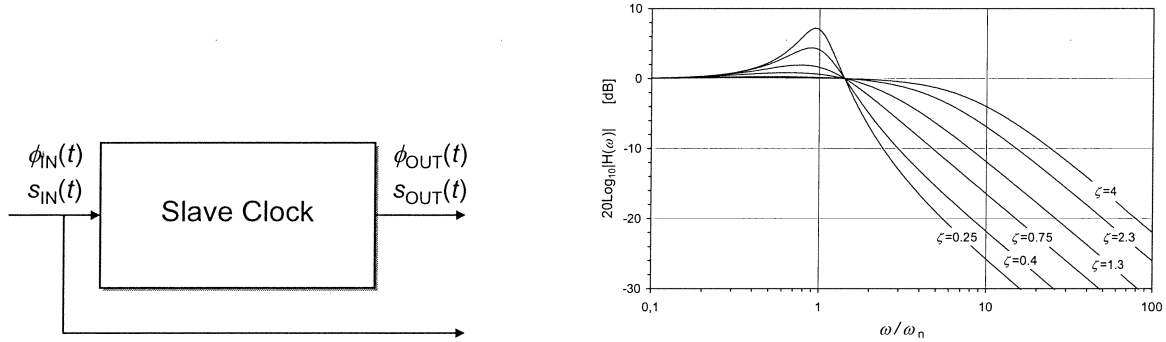 ϕIN(t)
sIN(t)
Slave Clock
ϕOUT(t)
sOUT(t)
20Log10|H(ω)| [dB]
10
0
-10
-20
-30
ζ=4
ζ=0.25
ζ=0.75
ζ=2.3
ζ=0.4
ζ=1.3
0,1
1
10
100
ω/ωn